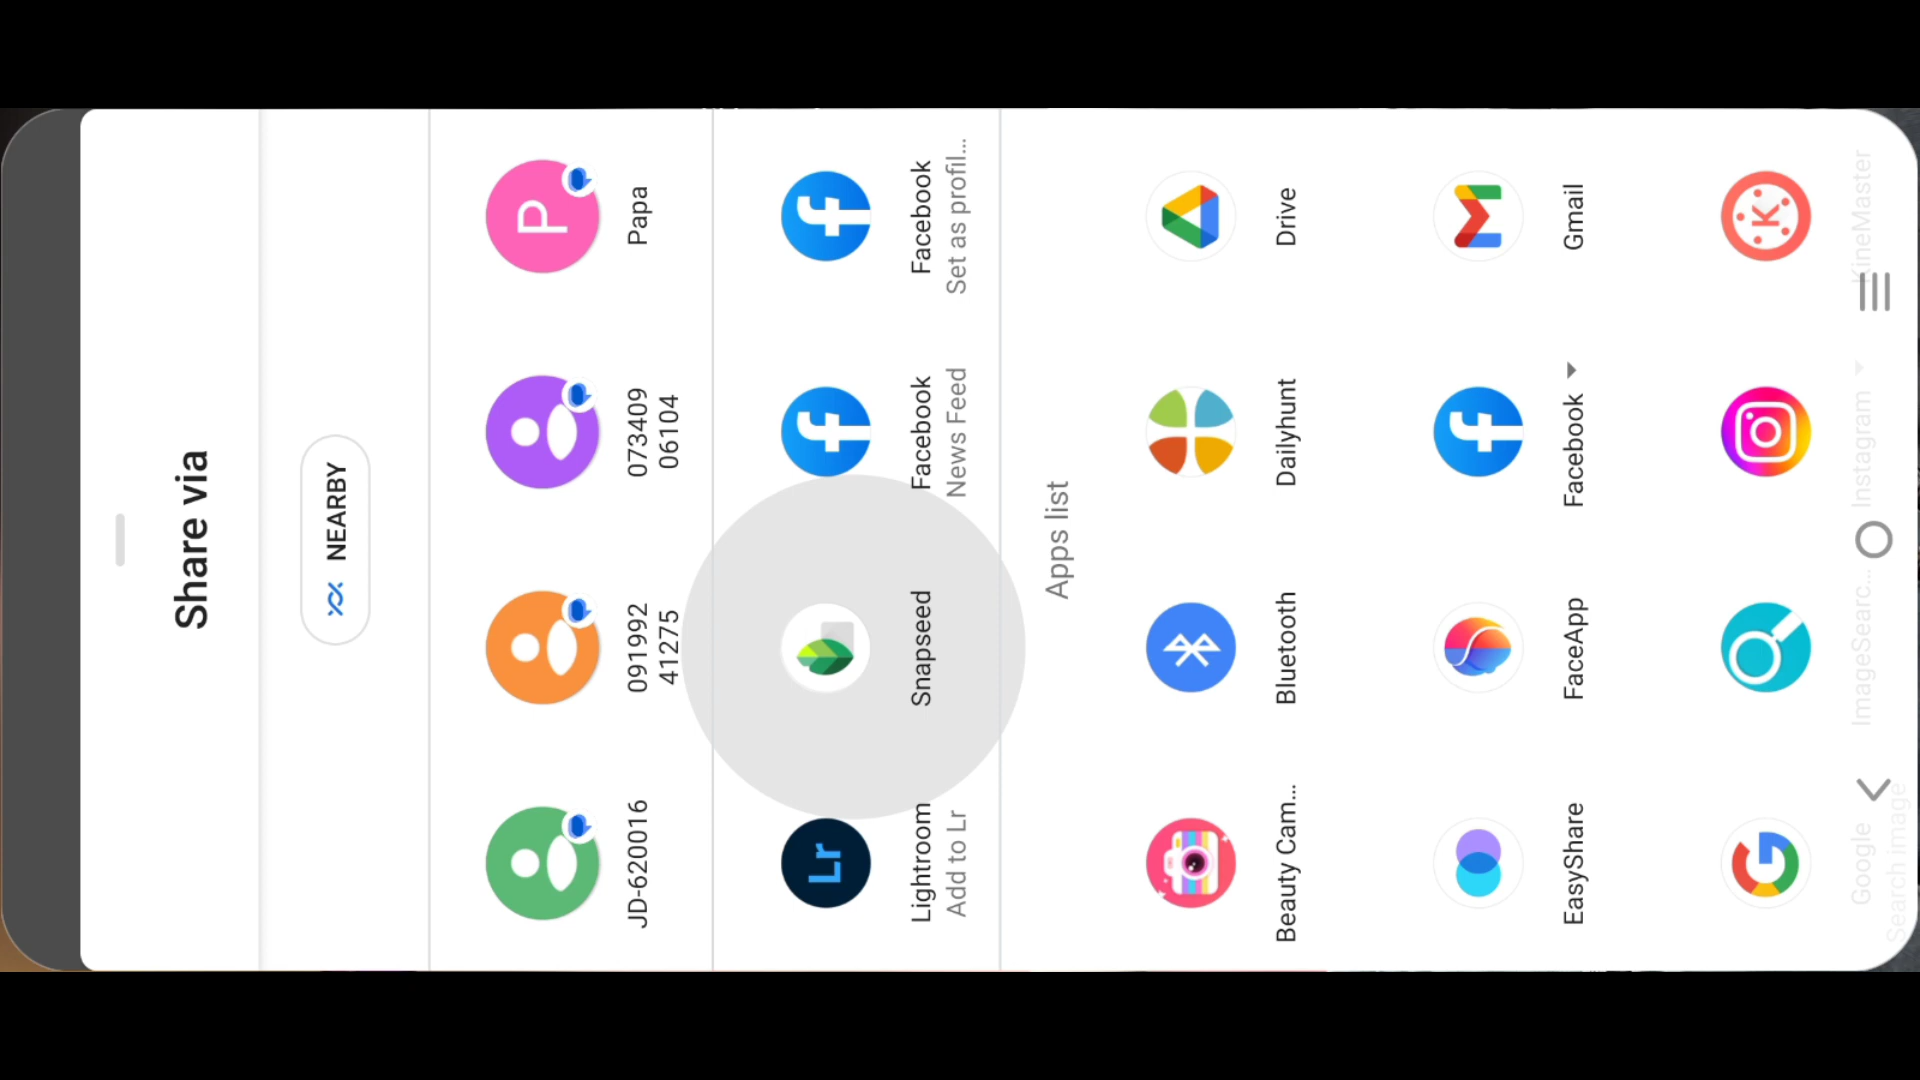 Share via
NEARBY
JD-620016
091992
41275
073409
06104
Papa
Lightroom
Add to Lr
Snapseed
Facebook
News Feed
Facebook
Set as profil...
Apps list
Beauty Cam...
Bluetooth
Dailyhunt
Drive
EasyShare
FaceApp
Facebook
Gmail
Google
Search image
ImageSearc...
Instagram
KineMaster